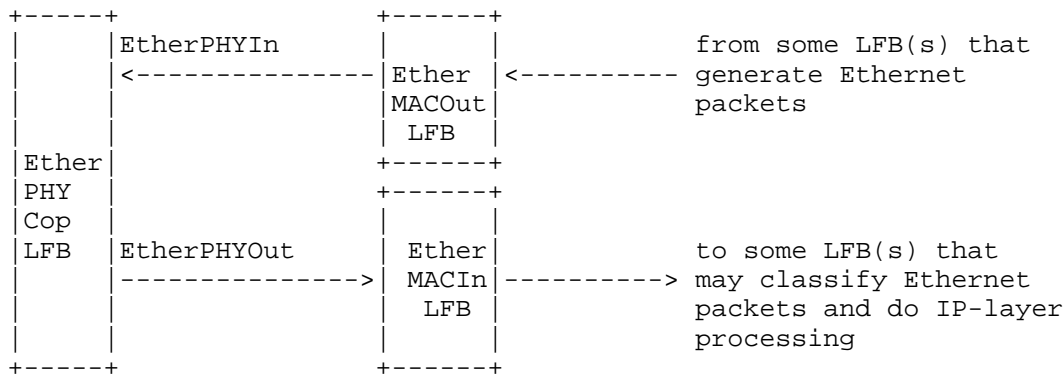 EtherPHYIn from some LFB(s) that
Ether generate Ethernet
MACOut packets
LFB
Ether
PHY
Cop
LFB EtherPHYOut Ether to some LFB(s) that
MACIn may classify Ethernet
LFB packets and do IP-layer
processing